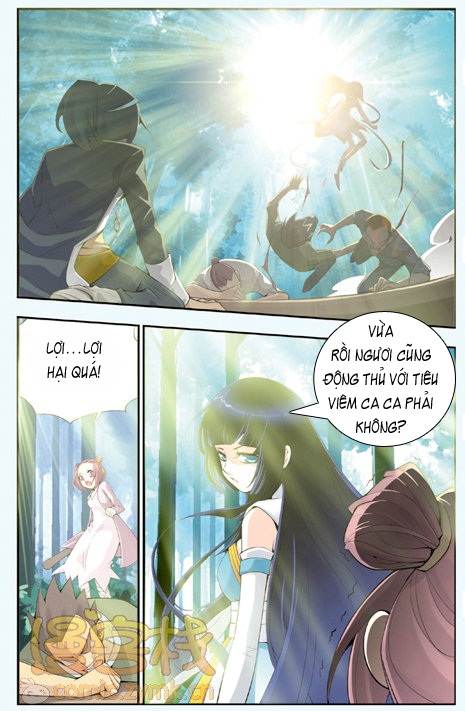 LỢI...LỢI
HẠI QUÁ!
VỪA
RỒI NGƯƠI CŨNG
ĐỘNG THỦ VỚI TIÊU
VIÊM CA CA PHẢI
KHÔNG?